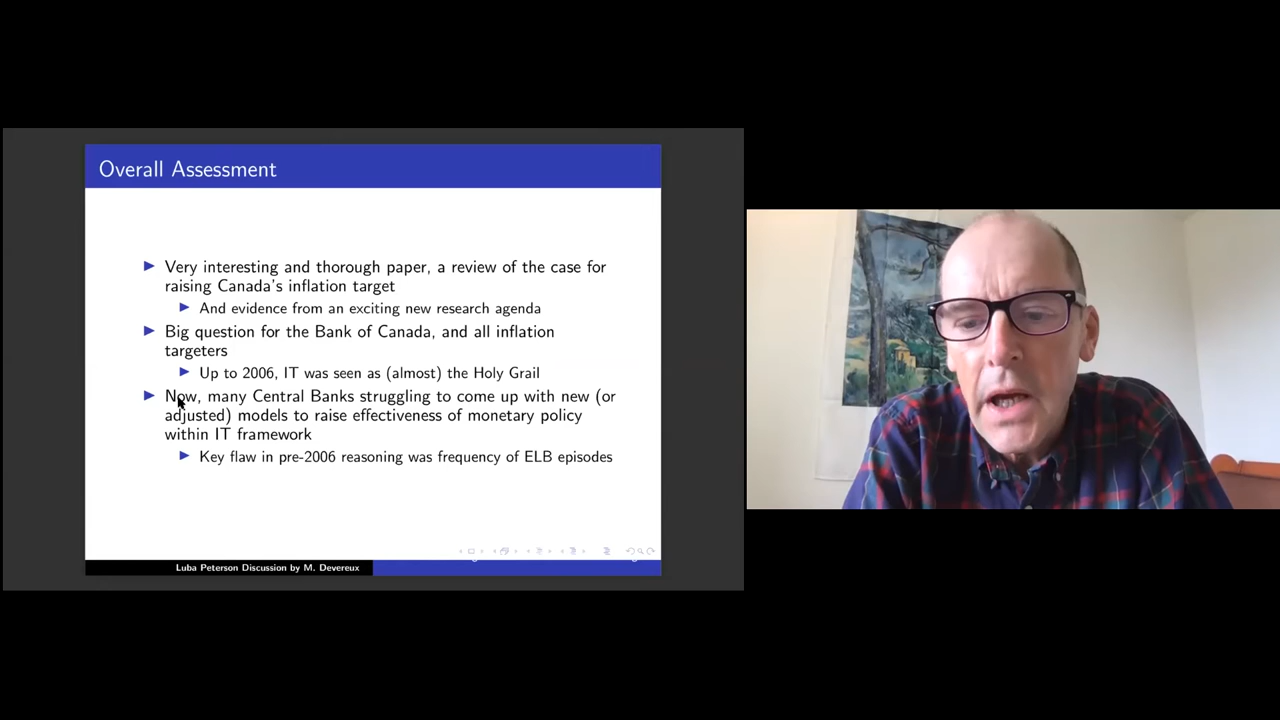 Overall Assessment
Very interesting and thorough paper, a review of the case for
raising Canada's inflation target
And evidence from an exciting new research agenda
Big question for the Bank of Canada, and all inflation
targeters
Up to 2006, IT was seen as (almost) the Holy Grail
Now, many Central Banks struggling to come up with new (or
adjusted) models to raise effectiveness of monetary policy
within IT framework
Key flaw in pre-2006 reasoning was frequency of ELB episodes
Luba Peterson Discussion by M. Devereux